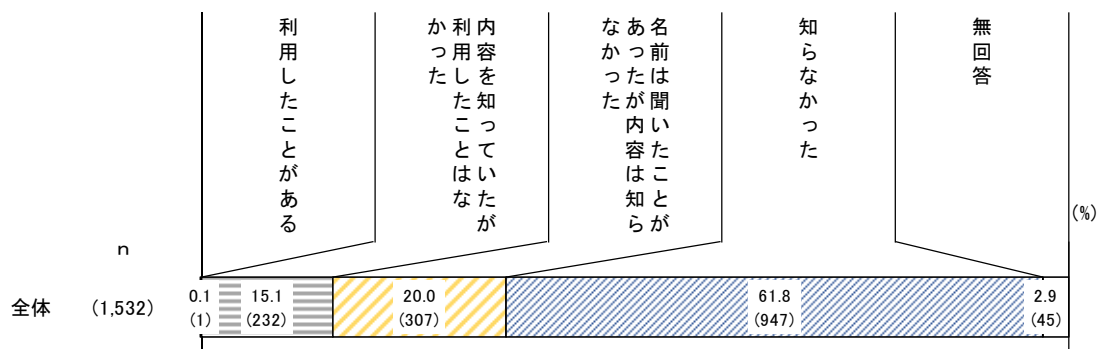 利用したことがある
内容を知っていたが
利用したことはな
かった
名前は聞いたことが
あったが内容は知ら
なかった
知らなかった
無回答
(%)
n
全体 (1,532)
0.1 15.1 20.0 61.8 2.9
(1) (232) (307) (947) (45)